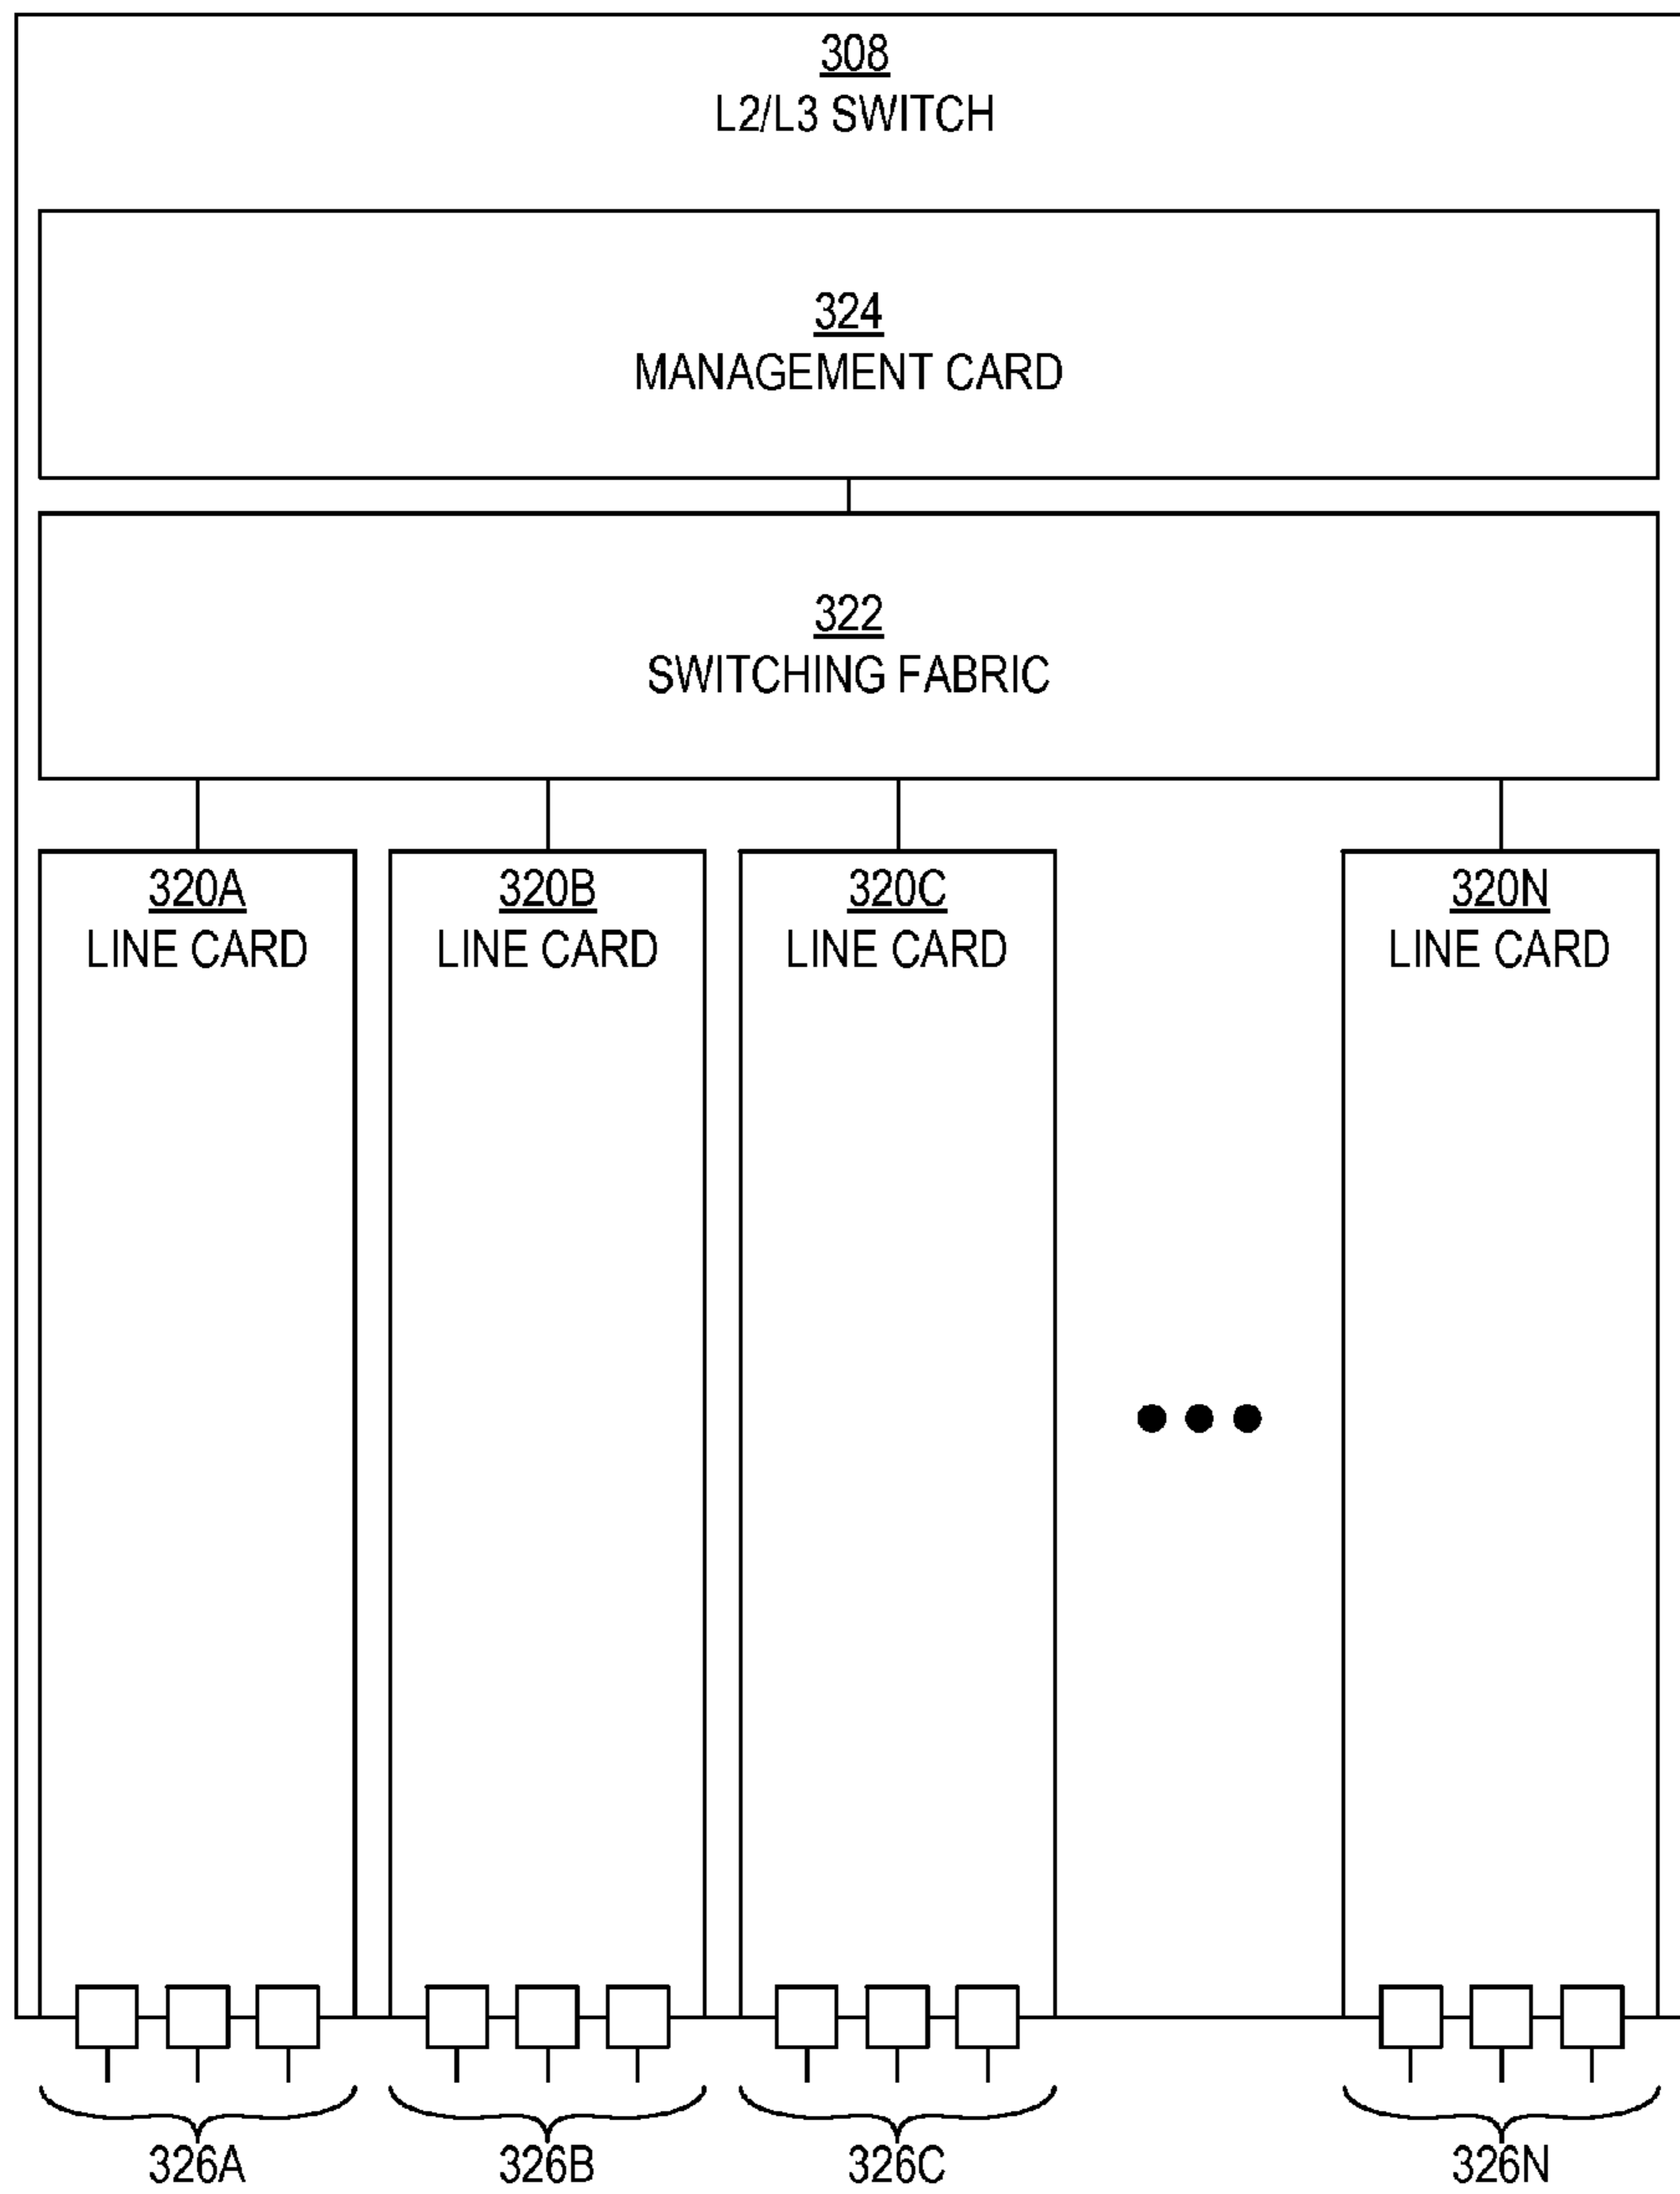 308
L2/L3 SWITCH
324
MANAGEMENT CARD
322
SWITCHING FABRIC
320A
LINE CARD
320B
LINE CARD
320C
LINE CARD
320N
LINE CARD
326A
326B
326C
326N